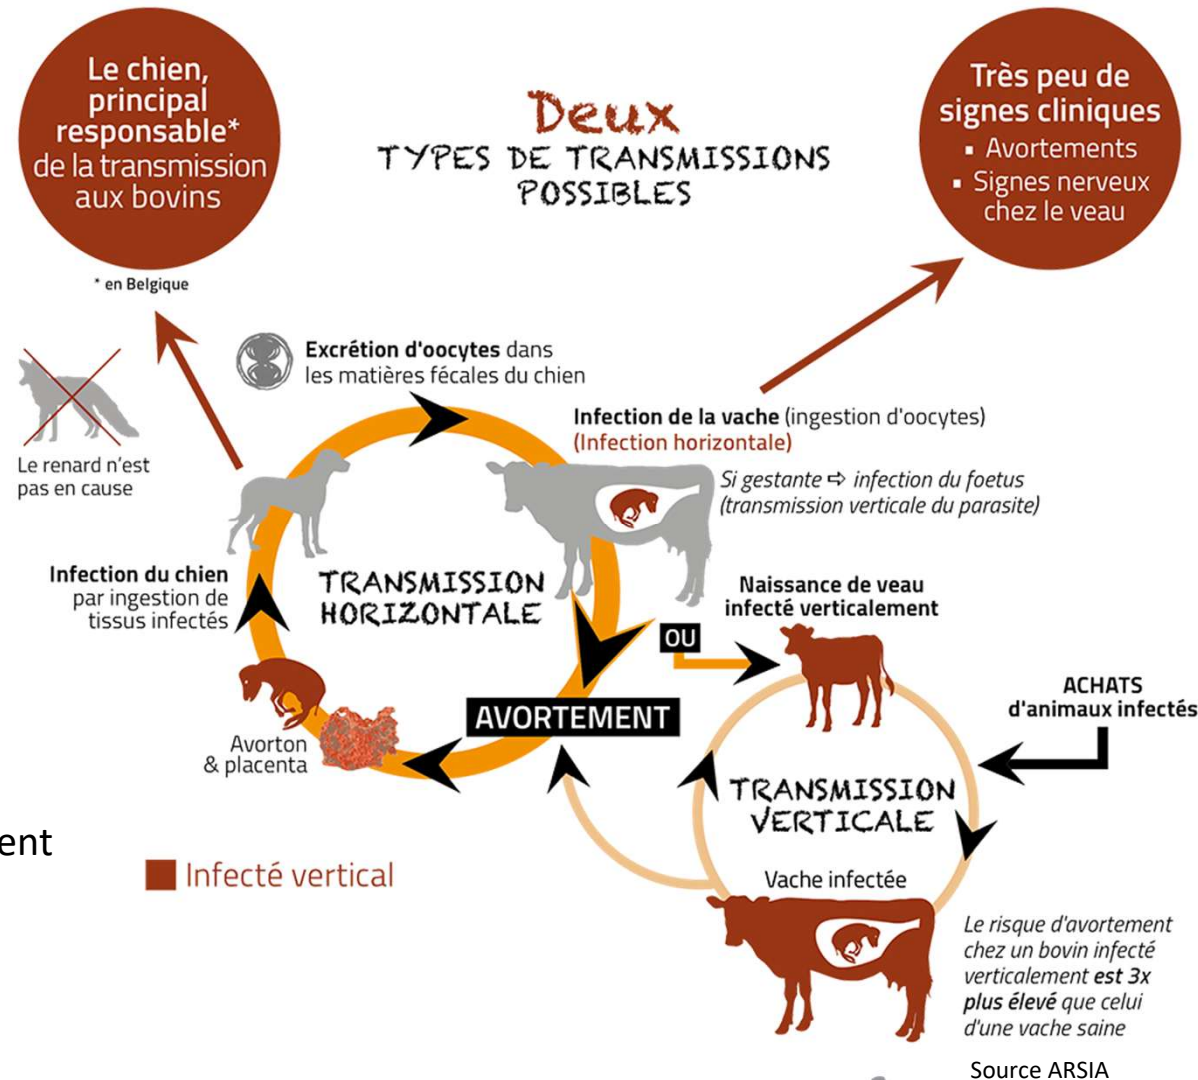 Le chien,
principal
responsable*
de la transmission
aux bovins
* en Belgique
Deux
TYPES DE TRANSMISSIONS
POSSIBLES
Très peu de
signes cliniques
▪ Avortements
▪ Signes nerveux
chez le veau
Excrétion d'oocytes dans
les matières fécales du chien
Le renard n'est
pas en cause
Infection de la vache (ingestion d'oocytes)
(Infection horizontale)
Si gestante ⇨ infection du foetus
(transmission verticale du parasite)
Infection du chien
par ingestion de
tissus infectés
TRANSMISSION
HORIZONTALE
Naissance de veau
infecté verticalement
OU
AVORTEMENT
Avorton
& placenta
ACHATS
d'animaux infectés
TRANSMISSION
VERTICALE
ent
Infecté vertical
Vache infectée
Le risque d'avortement
chez un bovin infecté
verticalement est 3x
plus élevé que celui
d'une vache saine
Source ARSIA